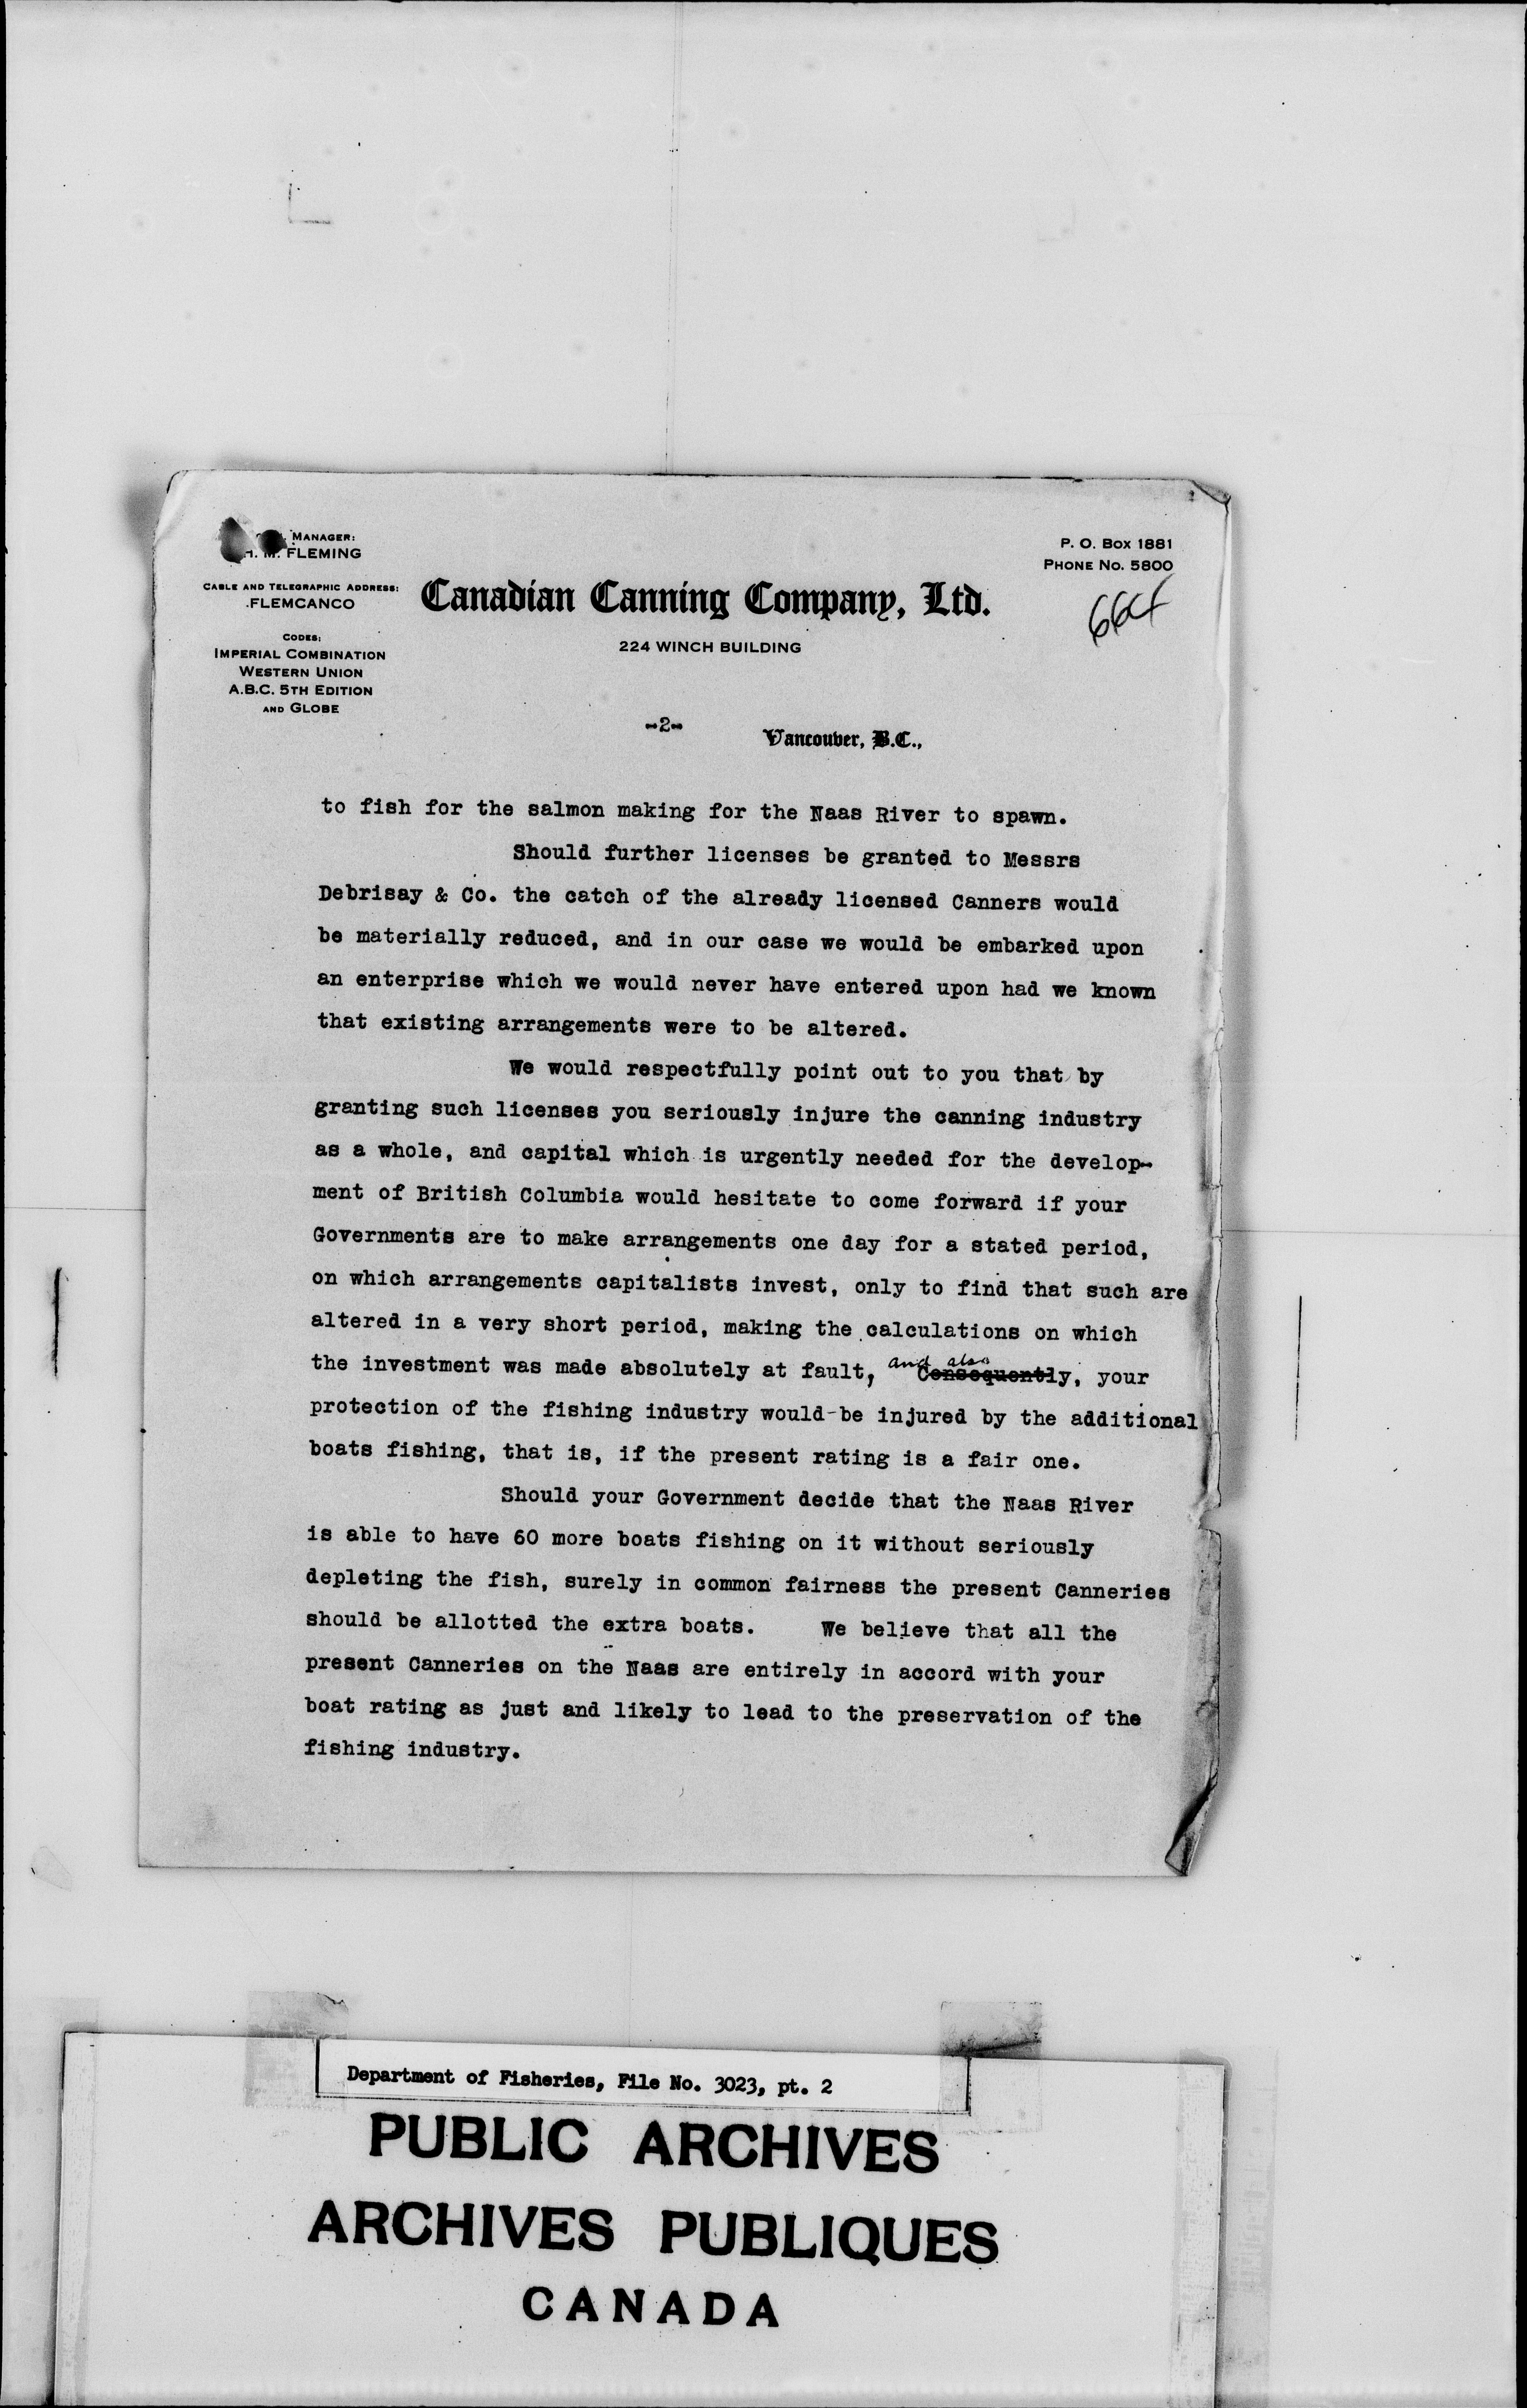 MANAGER:
H. M. FLEMING
CABLE AND TELEGRAPHIC ADDRESS:
FLEMCANCO
CODES:
IMPERIAL COMBINATION
WESTERN UNION
A.B.C. 5TH EDITION
AND GLOBE
P. O. BOX 1881
PHONE NO. 5800
Canadian Canning Company, Ltd.
224 WINCH BUILDING
-2-
Vancouver, B.C.,
to fish for the salmon making for the Naas River to spawn.
Should further licenses be granted to Messrs
Debrisay & Co. the catch of the already licensed Canners would
be materially reduced, and in our case we would be embarked upon
an enterprise which we would never have entered upon had we known
that existing arrangements were to be altered.
We would respectfully point out to you that by
granting such licenses you seriously injure the canning industry
as a whole, and capital which is urgently needed for the develop-
ment of British Columbia would hesitate to come forward if your
Governments are to make arrangements one day for a stated period,
on which arrangements capitalists invest, only to find that such are
altered in a very short period, making the calculations on which
the investment was made absolutely at fault, and also Consequently, your
protection of the fishing industry would be injured by the additional
boats fishing, that is, if the present rating is a fair one.
Should your Government decide that the Naas River
is able to have 60 more boats fishing on it without seriously
depleting the fish, surely in common fairness the present Canneries
should be allotted the extra boats. We believe that all the
present Canneries on the Naas are entirely in accord with your
boat rating as just and likely to lead to the preservation of the
fishing industry.
Department of Fisheries, File No. 3023, pt. 2
PUBLIC ARCHIVES
ARCHIVES PUBLIQUES
CANADA